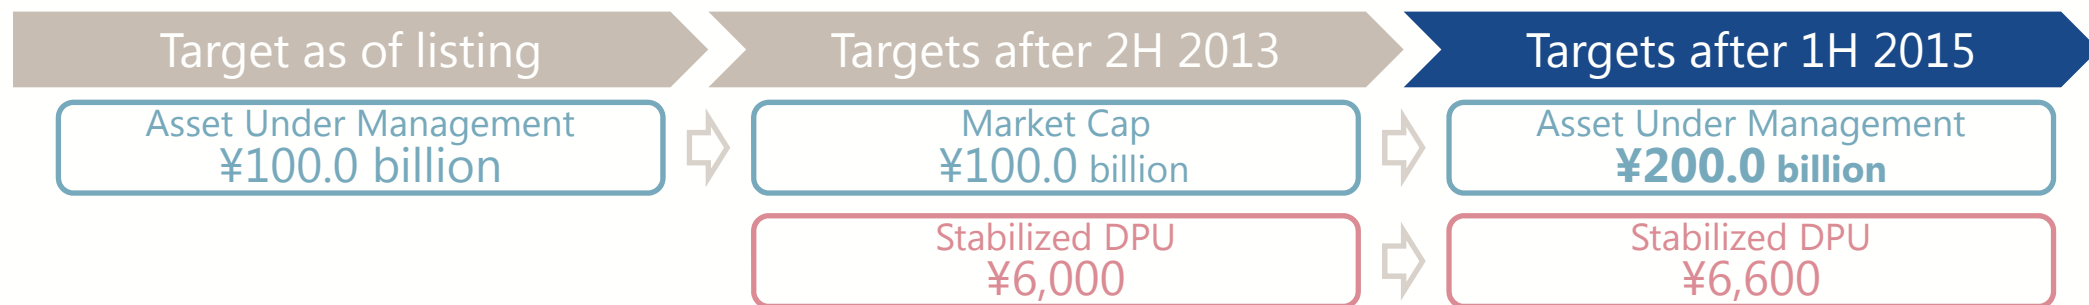 Target as of listing
Targets after 2H 2013
Targets after 1H 2015
Asset Under Management
¥100.0 billion
Market Cap
¥100.0 billion
Asset Under Management
¥200.0 billion
Stabilized DPU
¥6,000
Stabilized DPU
¥6,600